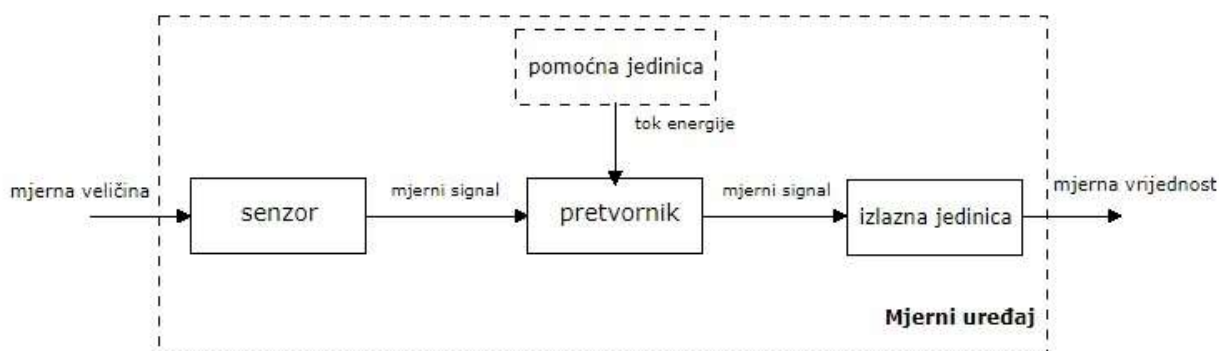 pomoćna jedinica
tok energije
mjerna veličina
senzor
mjerni signal
pretvornik
mjerni signal
izlazna jedinica
mjerna vrijednost
Mjerni uređaj